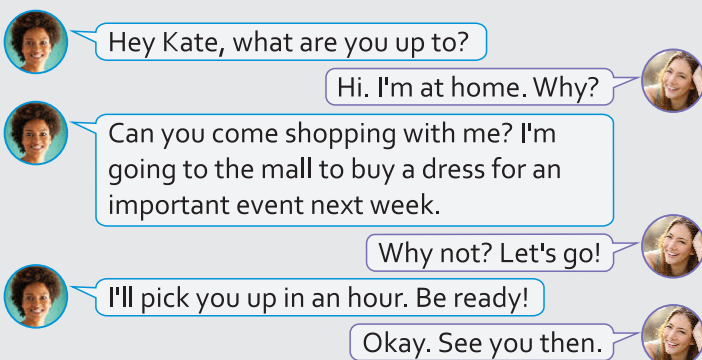 Hey Kate, what are you up to?
Hi. I'm at home. Why?
Can you come shopping with me? I'm
going to the mall to buy a dress for an
important event next week.
Why not? Let's go!
I'll pick you up in an hour. Be ready!
Okay. See you then.